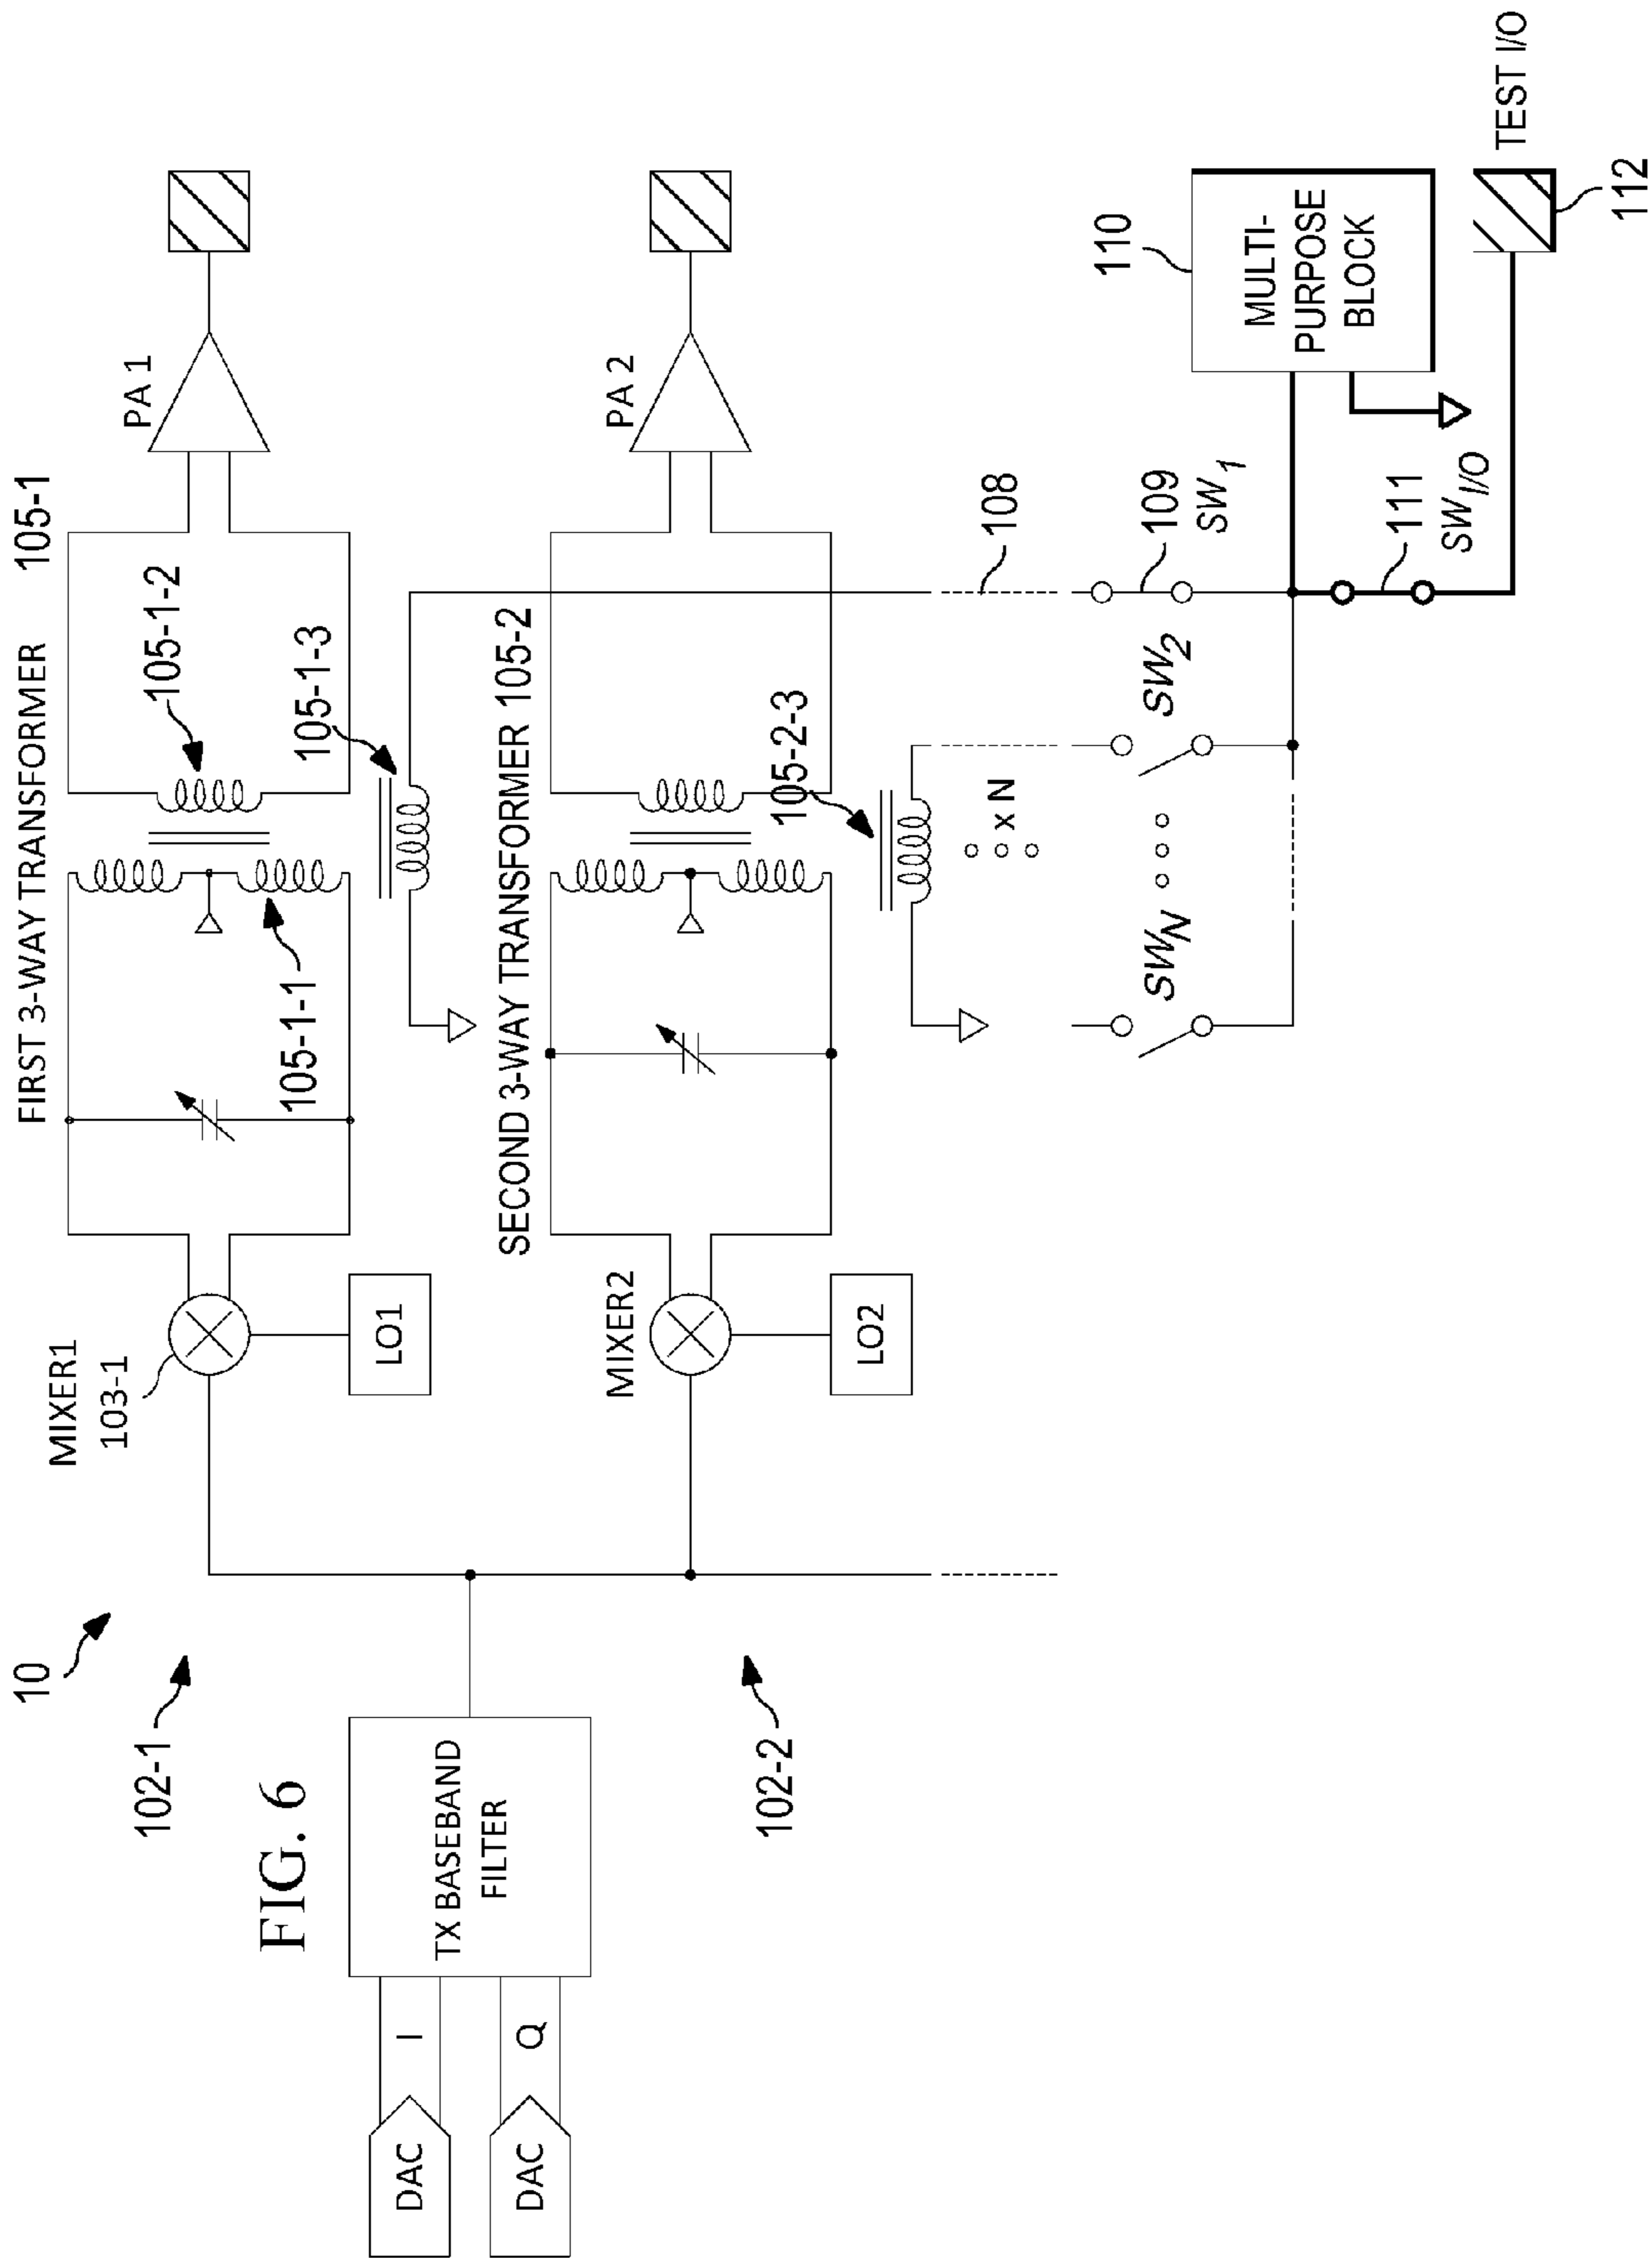 FIG. 6
10
102-1
102-2
DAC
I
DAC
Q
TX BASEBAND
FILTER
MIXER1
103-1
LO1
FIRST 3-WAY TRANSFORMER 105-1
105-1-1
105-1-2
105-1-3
PA 1
MIXER2
LO2
SECOND 3-WAY TRANSFORMER 105-2
105-2-3
PA 2
x N
108
109
SW1
SW2
SWN
110
MULTI-
PURPOSE
BLOCK
111
SWI/O
TEST I/O
112